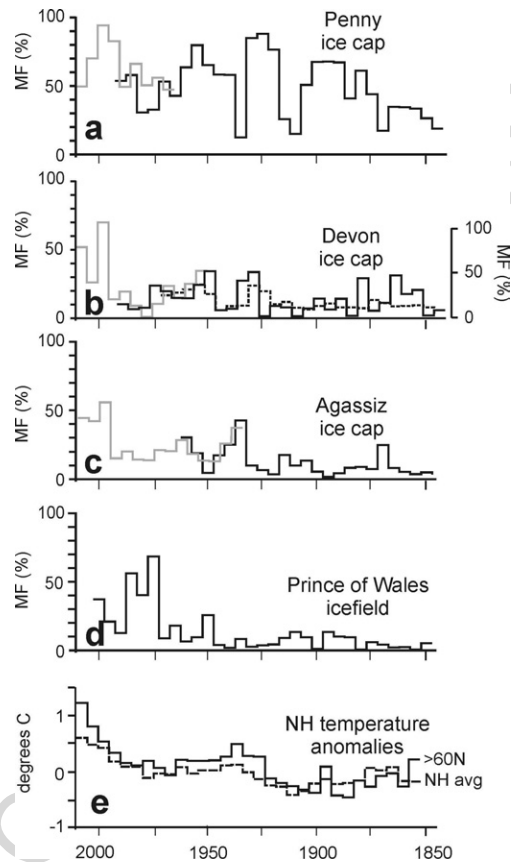 100
50
0
MF (%)
Penny
ice cap
a
100
50
0
MF (%)
Devon
ice cap
100
50
0
MF (%)
b
100
50
0
MF (%)
Agassiz
ice cap
c
100
50
0
MF (%)
Prince of Wales
icefield
d
1
0
-1
degrees C
NH temperature
anomalies
>60N
NH avg
e
2000 1950 1900 1850